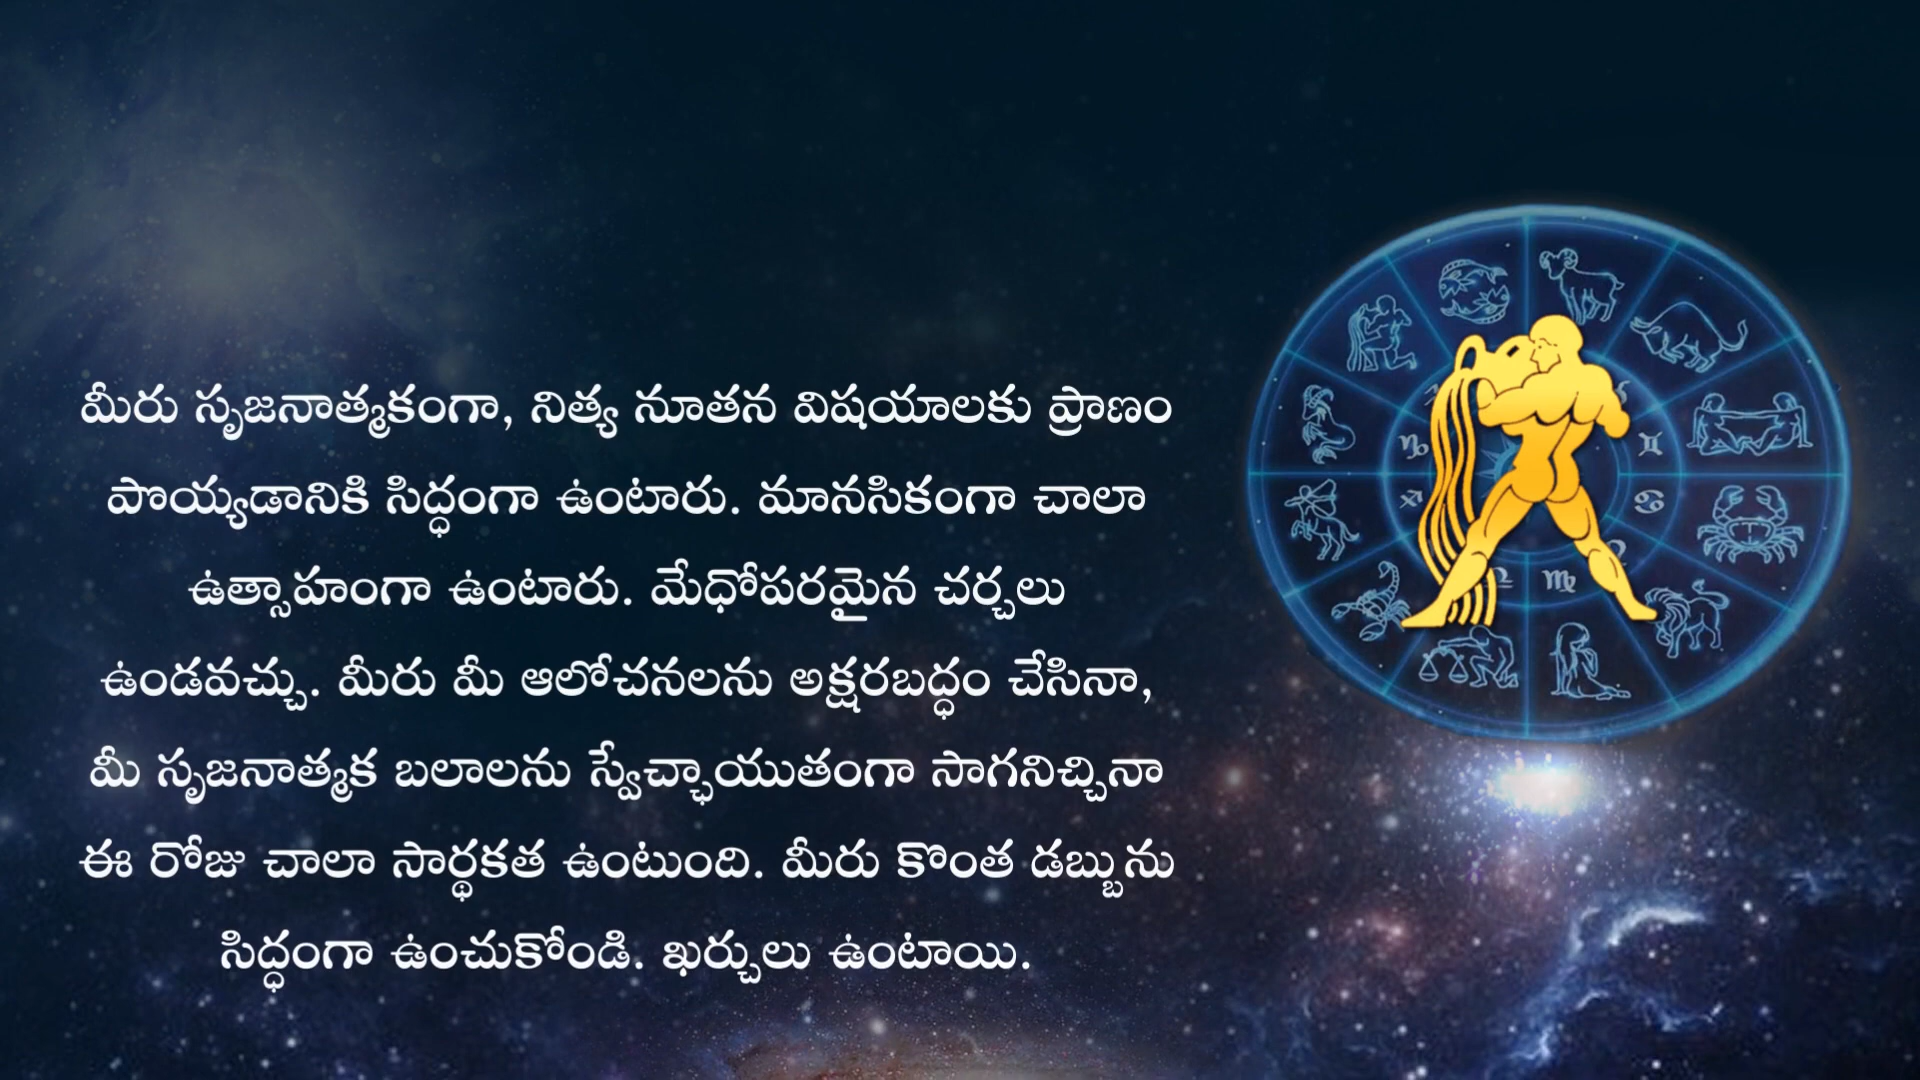 మీరు సృజనాత్మకంగా, నిత్య నూతన విషయాలకు ప్రాణం
పొయ్యడానికి సిద్ధంగా ఉంటారు. మానసికంగా చాలా
ఉత్సాహంగా ఉంటారు. మేధోపరమైన చర్చలు
ఉండవచ్చు. మీరు మీ ఆలోచనలను అక్షరబద్ధం చేసినా,
మీ సృజనాత్మక బలాలను స్వేచ్ఛాయుతంగా సాగనిచ్చినా
ఈ రోజు చాలా సార్థకత ఉంటుంది. మీరు కొంత డబ్బును
సిద్ధంగా ఉంచుకోండి. ఖర్చులు ఉంటాయి.